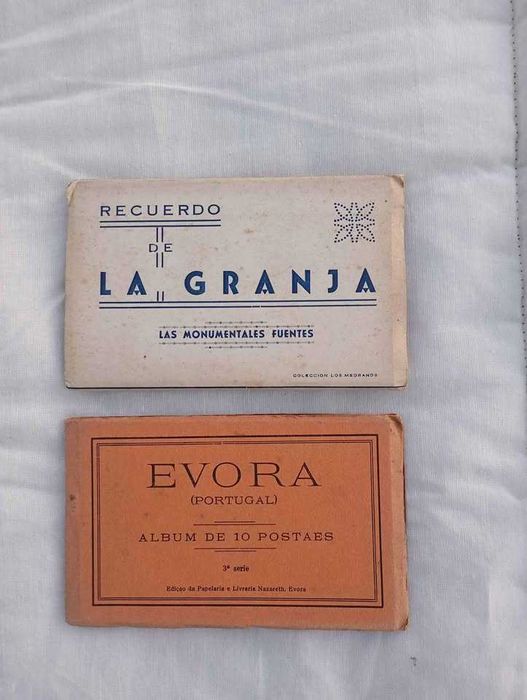 RECUERDO
DE
LA GRANJA
LAS MONUMENTALES FUENTES
COLECCION LOS MEDRANOS
EVORA
(PORTUGAL)
ALBUM DE 10 POSTAES
3ª serie
Edição da Papelaria e Livraria Nazareth, Evora